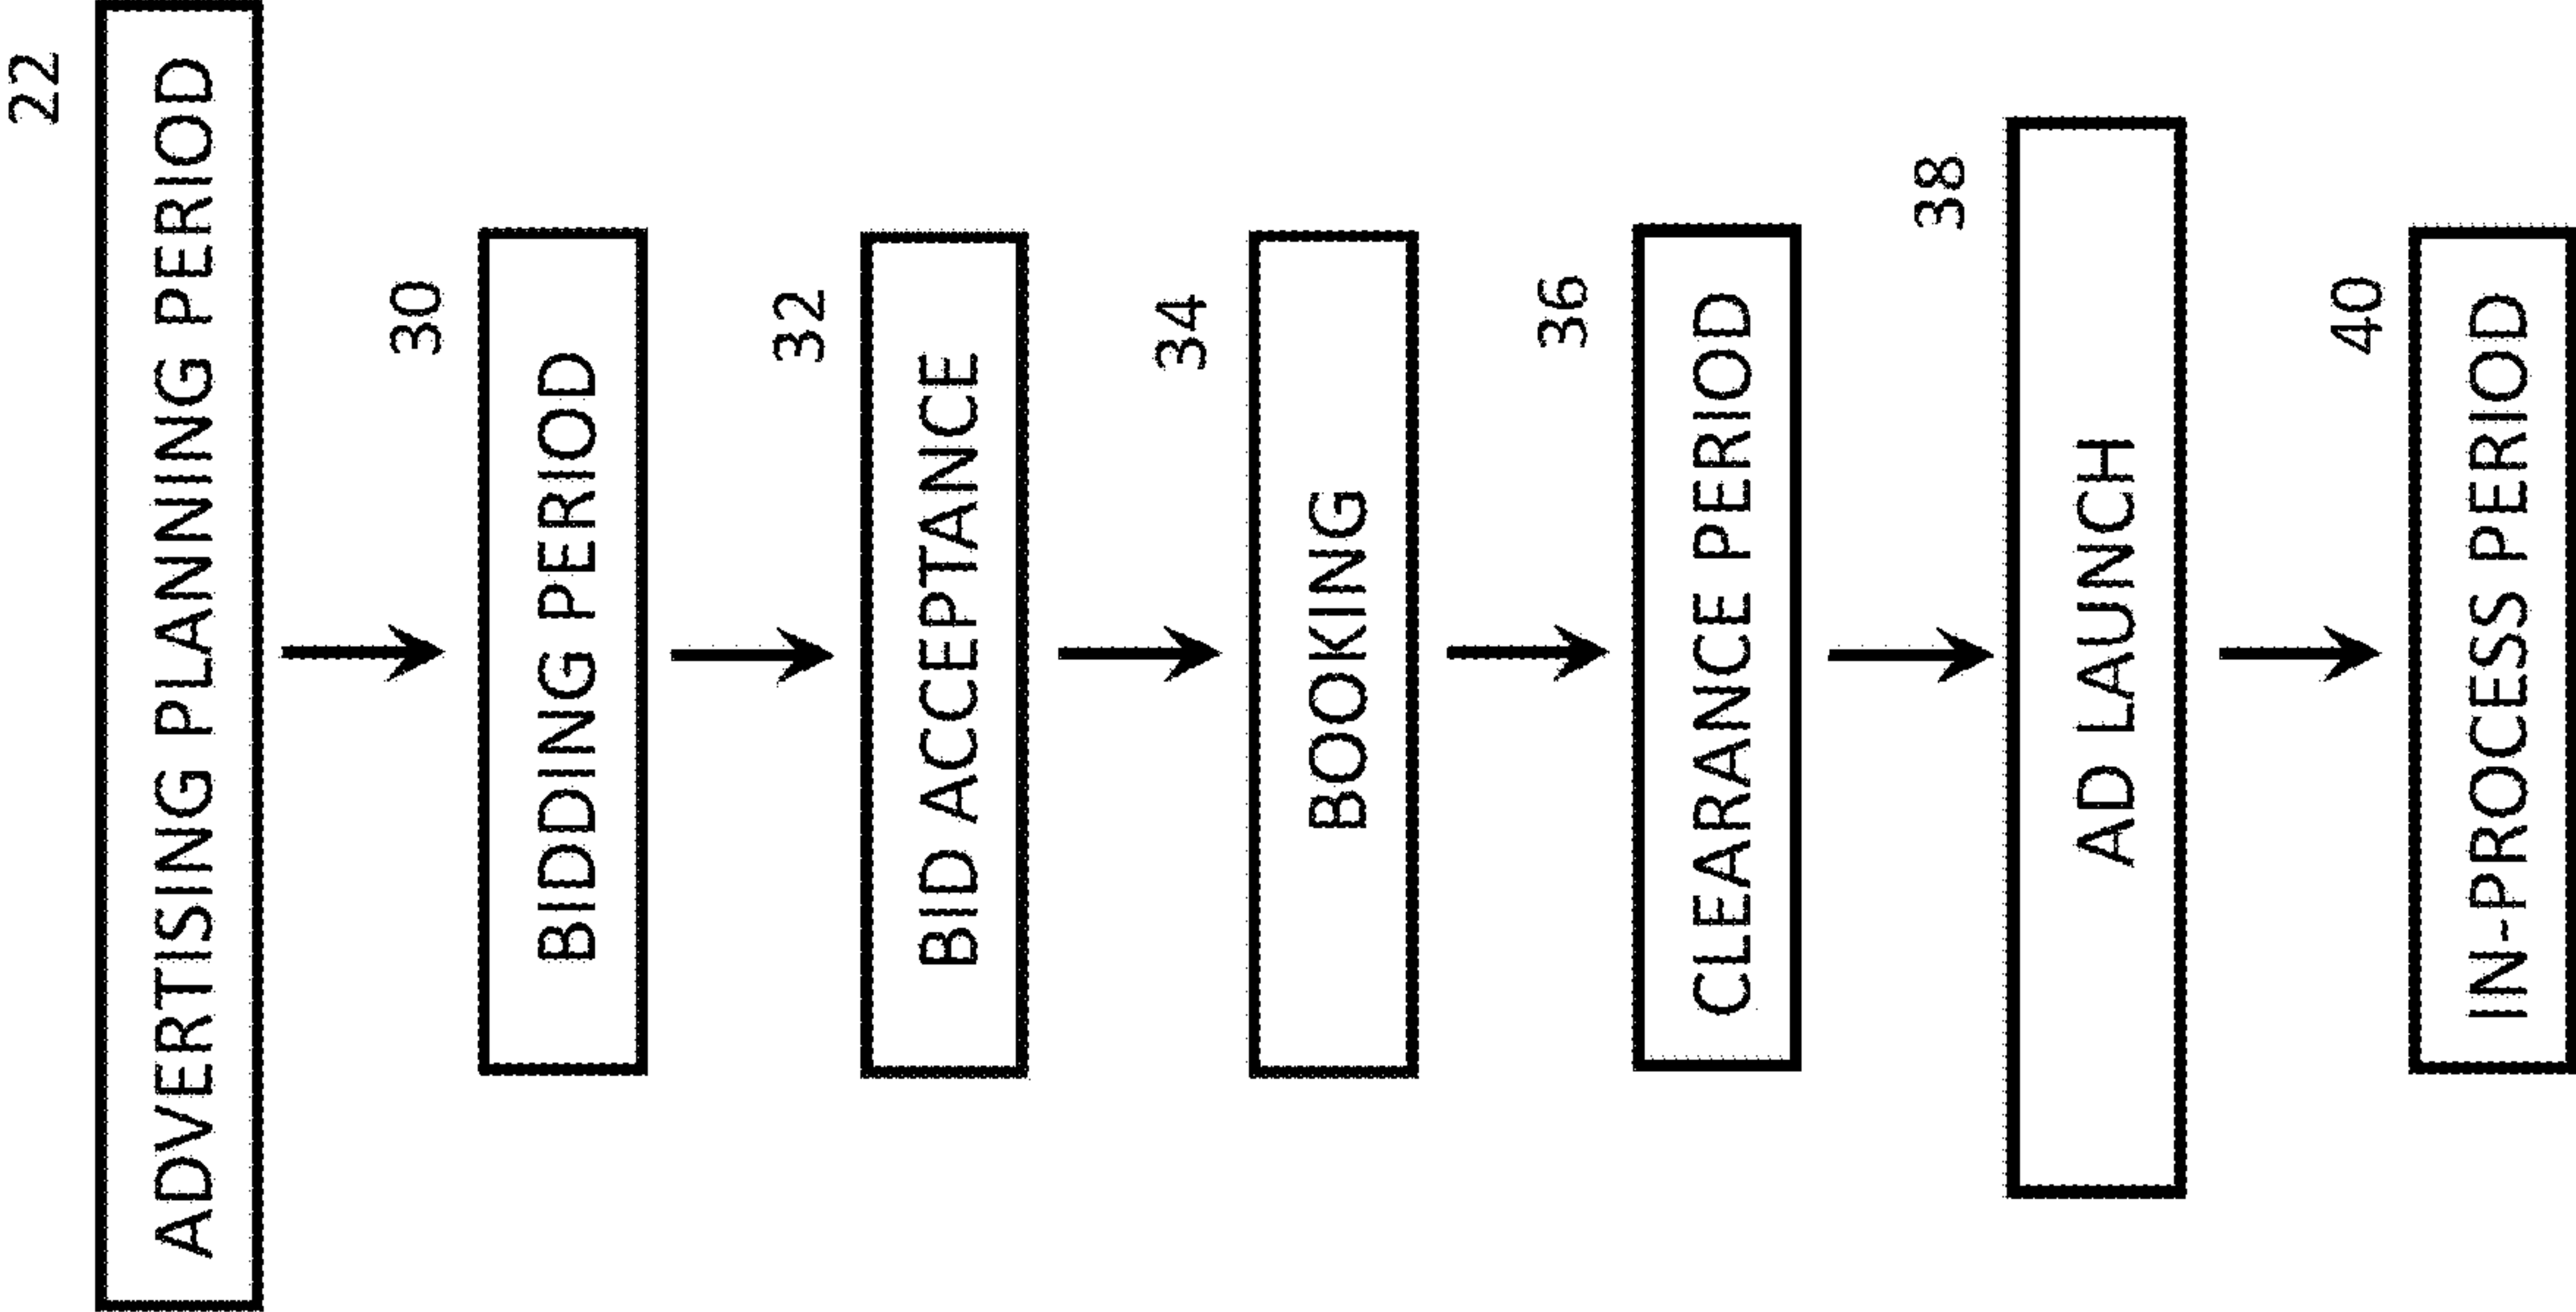 22
ADVERTISING PLANNING PERIOD
30
BIDDING PERIOD
32
BID ACCEPTANCE
34
BOOKING
36
CLEARANCE PERIOD
38
AD LAUNCH
40
IN-PROCESS PERIOD